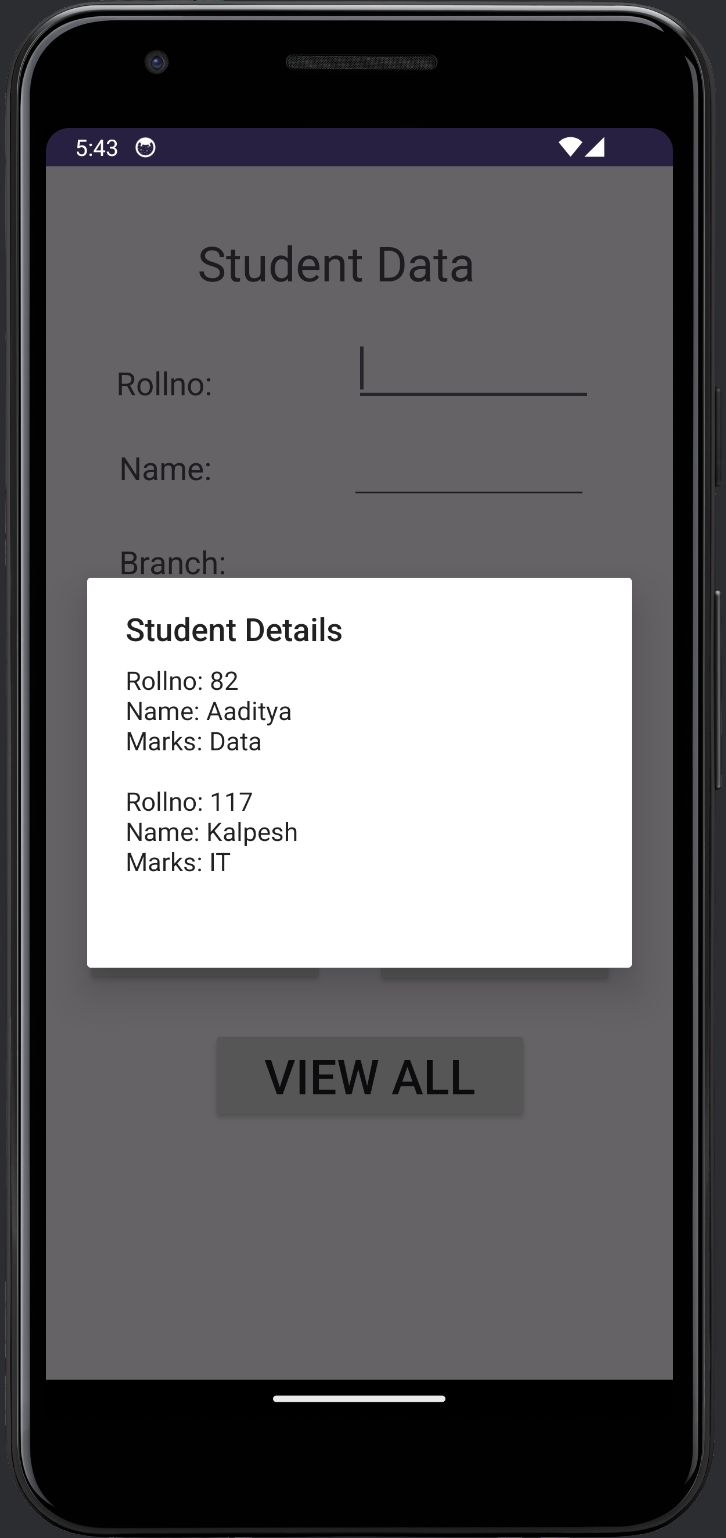 5:43
Student Data
Rollno:
Name:
Branch:
Student Details
Rollno: 82
Name: Aaditya
Marks: Data
Rollno: 117
Name: Kalpesh
Marks: IT
VIEW ALL